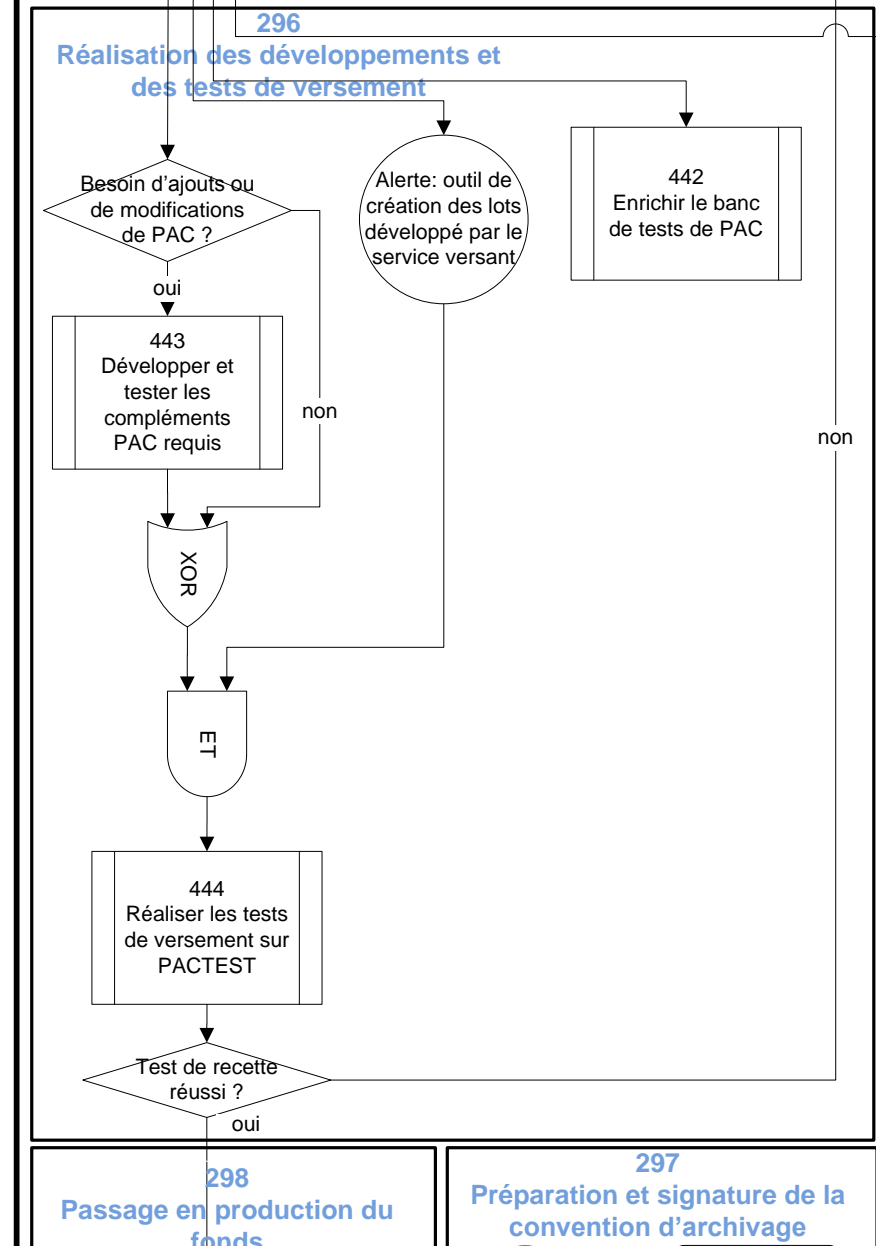 296
Réalisation des développements et
des tests de versement
Besoin d'ajouts ou
de modifications
de PAC ?
Alerte: outil de
création des lots
développé par le
service versant
442
Enrichir le banc
de tests de PAC
oui
443
Développer et
tester les
compléments
PAC requis
non
non
XOR
ET
444
Réaliser les tests
de versement sur
PACTEST
Test de recette
réussi ?
oui
298
Passage en production du
fonds
297
Préparation et signature de la
convention d'archivage